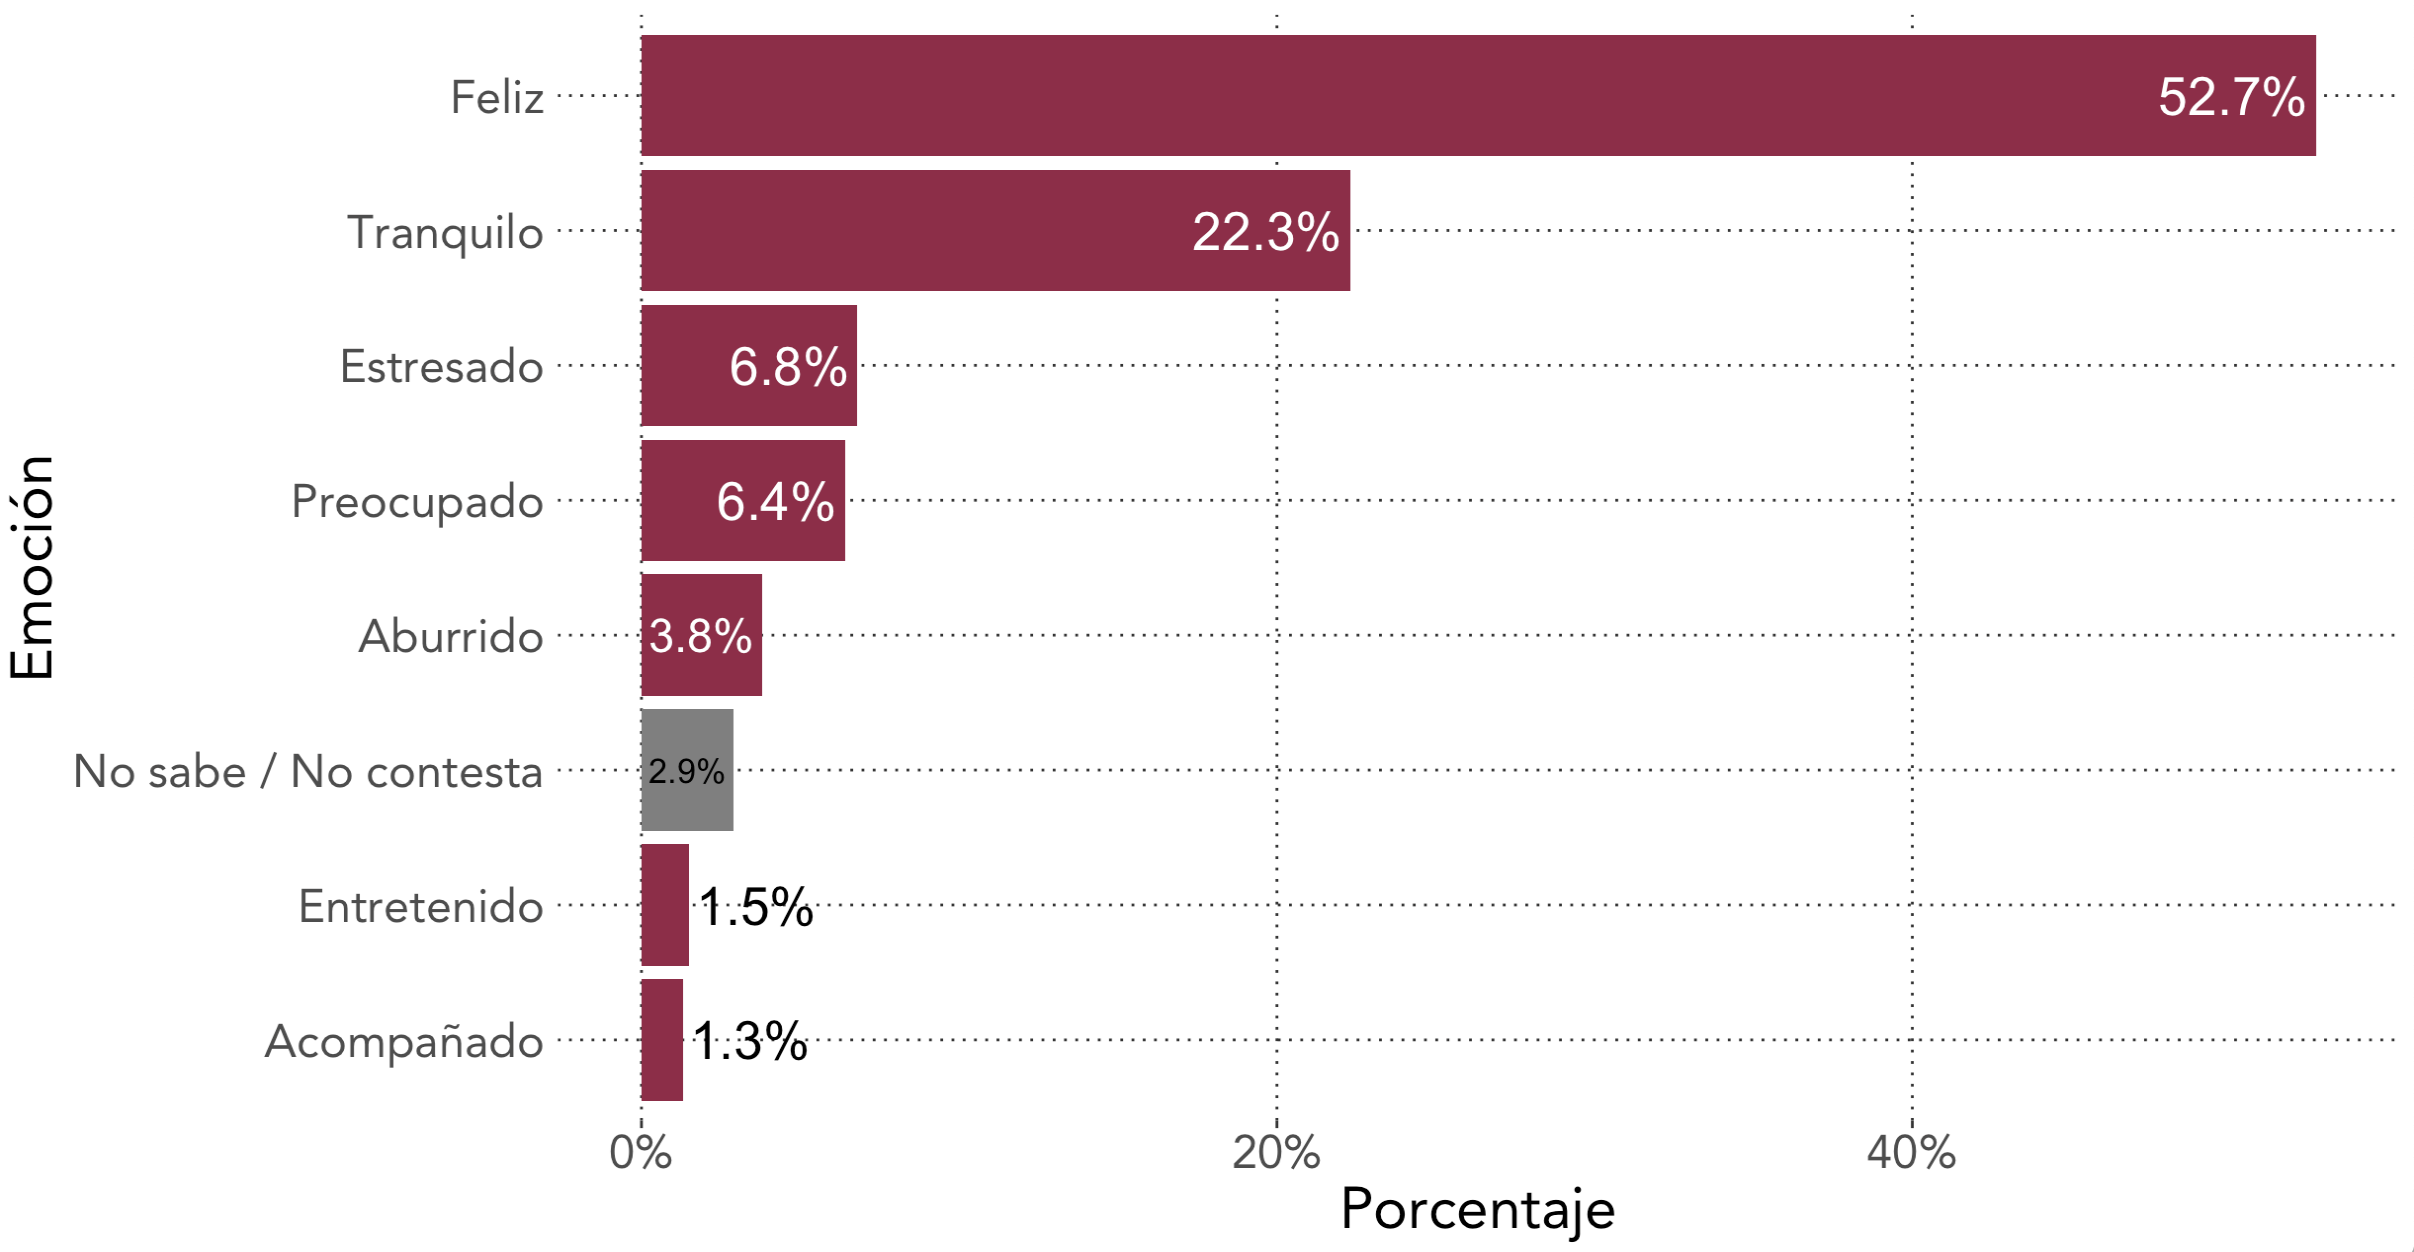 Emoción
Feliz 52.7%
Tranquilo 22.3%
Estresado 6.8%
Preocupado 6.4%
Aburrido 3.8%
No sabe / No contesta 2.9%
Entretenido 1.5%
Acompañado 1.3%
0% 20% 40%
Porcentaje